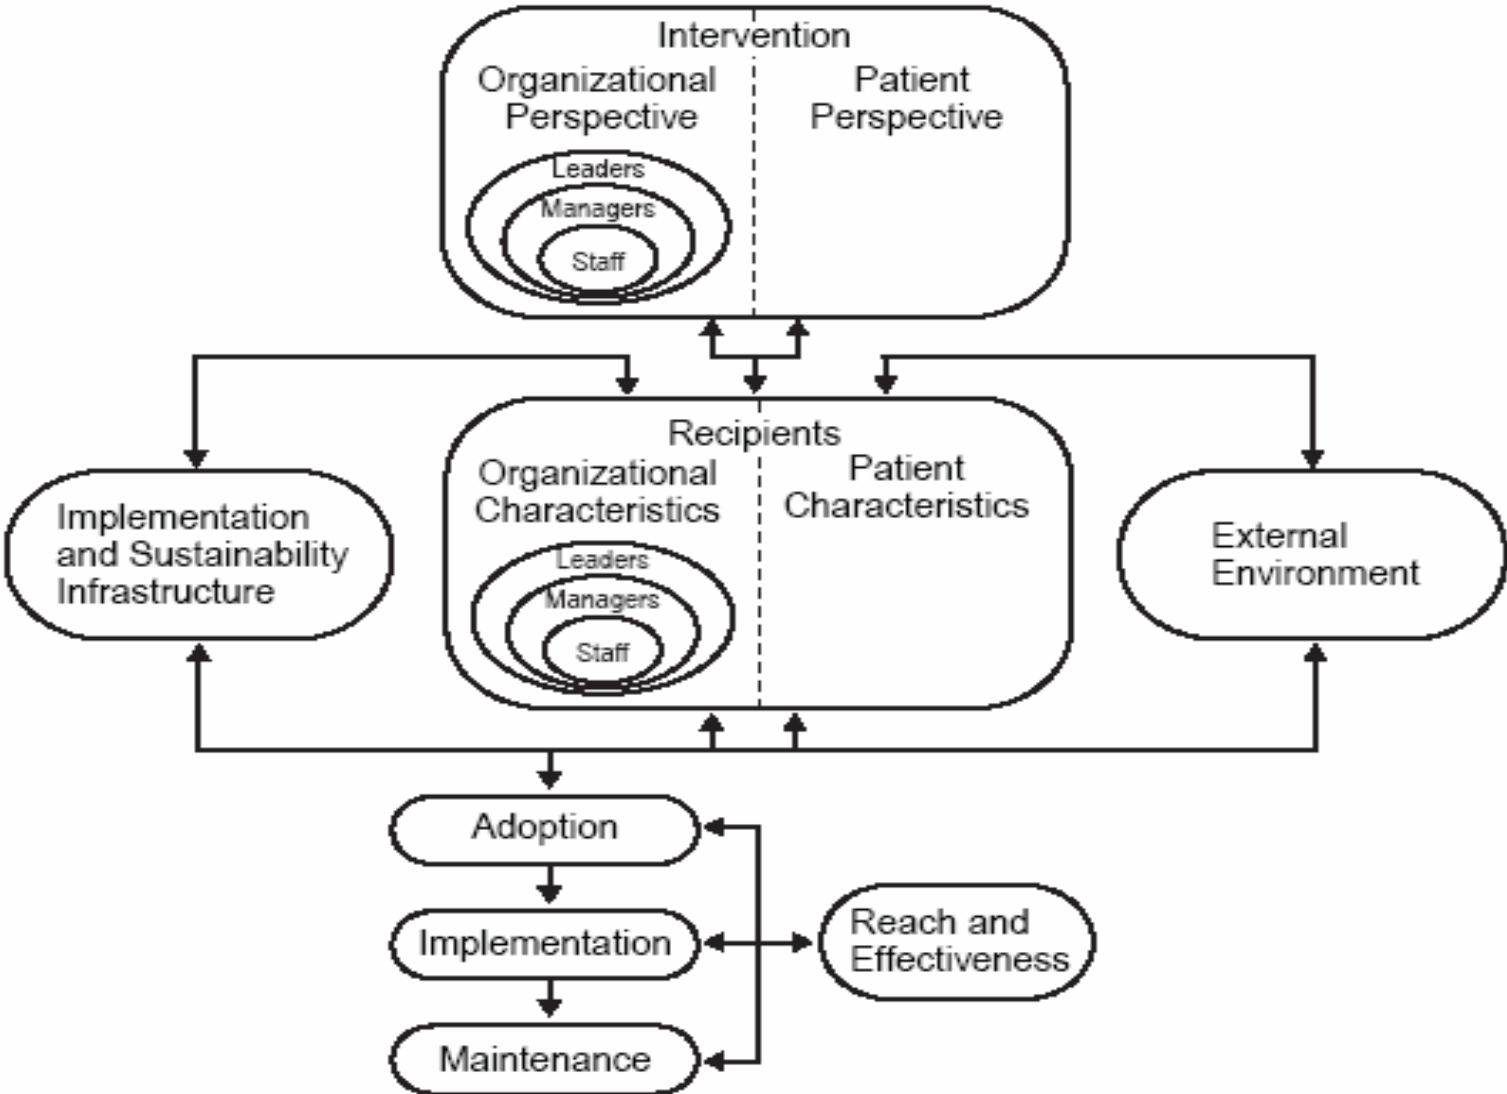 Intervention
Organizational
Perspective
Patient
Perspective
Leaders
Managers
Staff
Recipients
Organizational
Characteristics
Patient
Characteristics
Leaders
Managers
Staff
Implementation
and Sustainability
Infrastructure
External
Environment
Adoption
Implementation
Maintenance
Reach and
Effectiveness